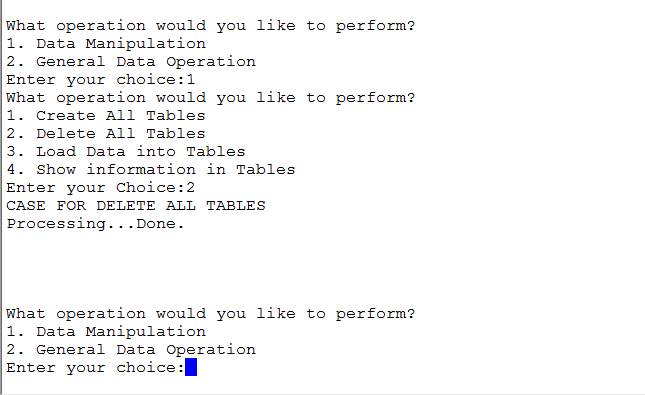 What operation would you like to perform?
1. Data Manipulation
2. General Data Operation
Enter your choice:1
What operation would you like to perform?
1. Create All Tables
2. Delete All Tables
3. Load Data into Tables
4. Show information in Tables
Enter your Choice:2
CASE FOR DELETE ALL TABLES
Processing...Done.
What operation would you like to perform?
1. Data Manipulation
2. General Data Operation
Enter your choice: